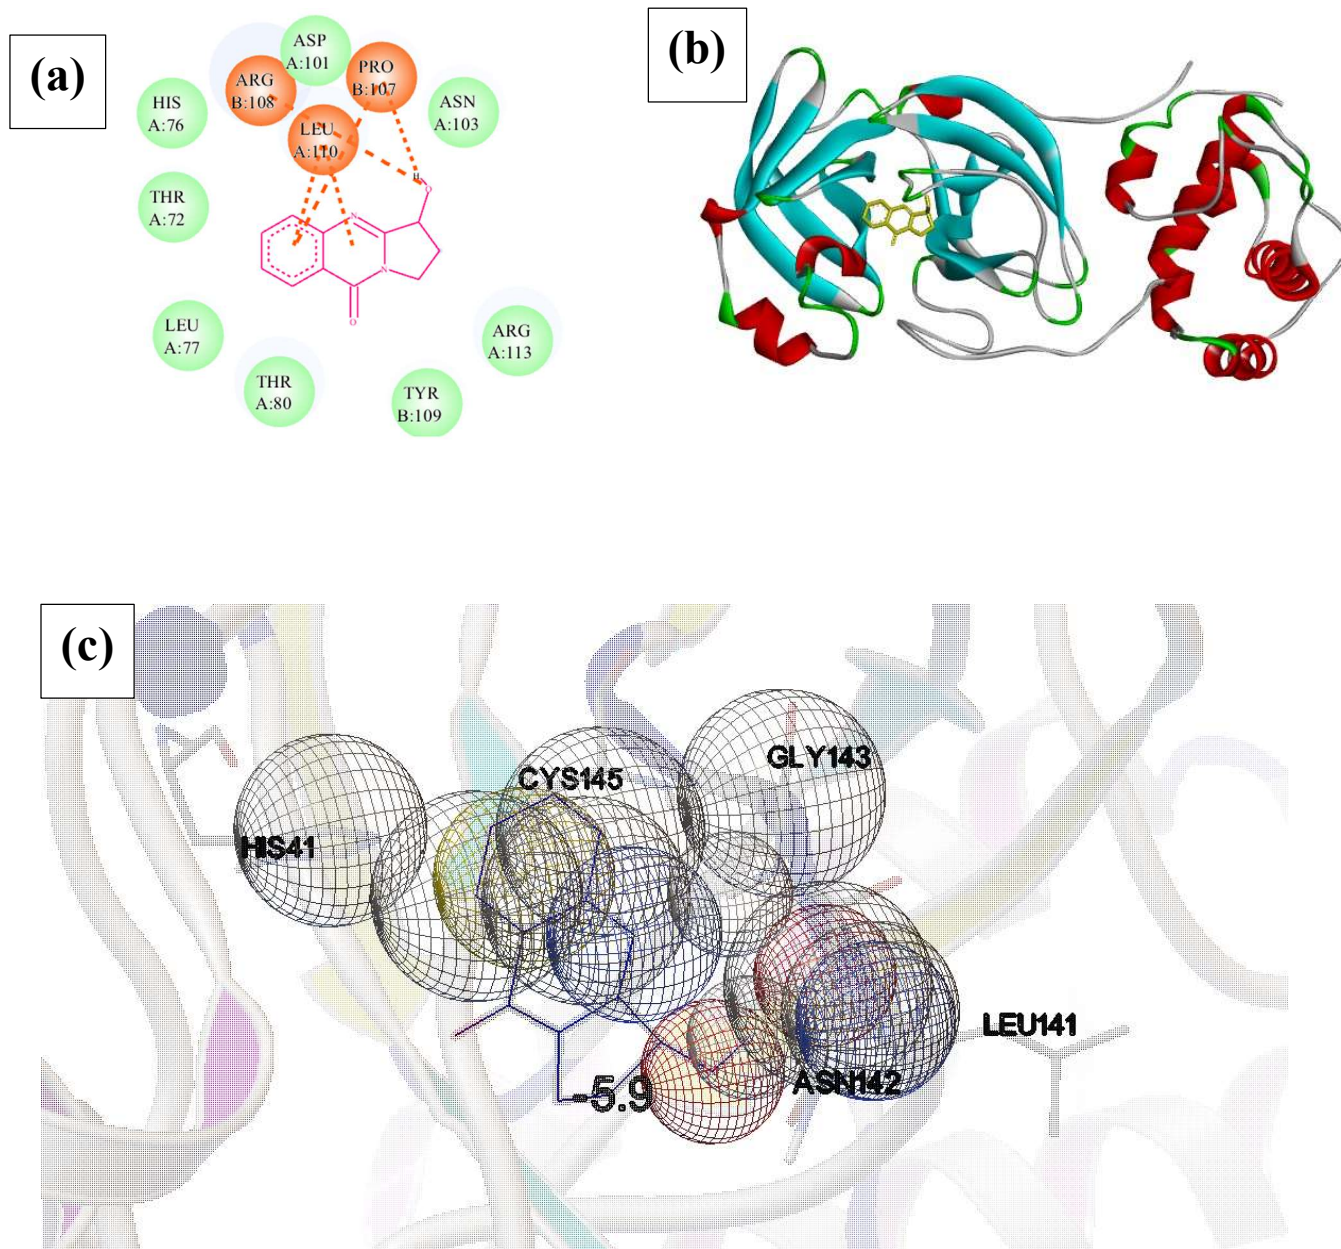 (a)
(b)
ASP
A:101
PRO
B:107
ARG
B:108
HIS
A:76
ASN
A:103
LEU
A:110
H
O
THR
A:72
N
N
O
LEU
A:77
ARG
A:113
THR
A:80
TYR
B:109
(c)
GLY143
CYS145
HIS41
LEU141
ASN142
-5.9